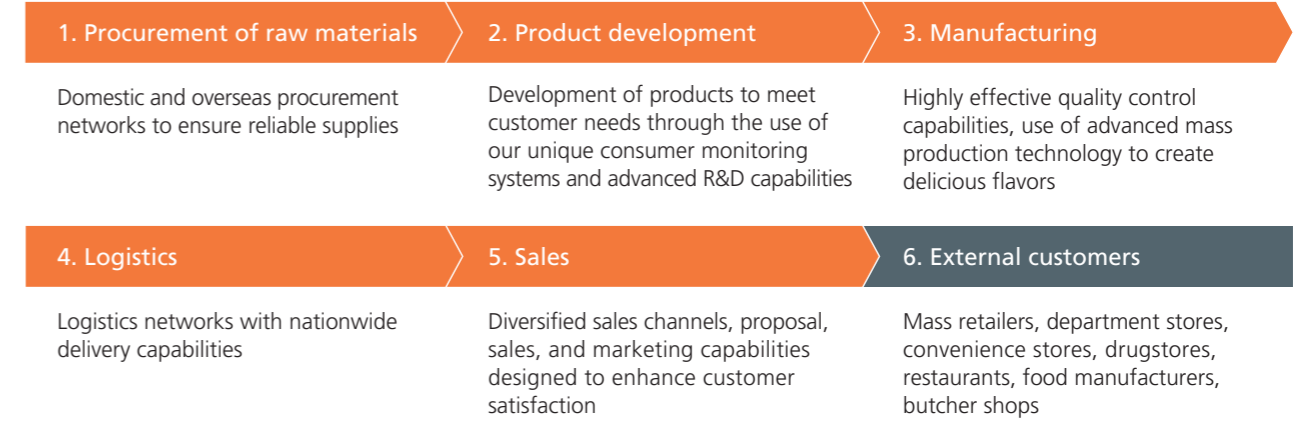 1. Procurement of raw materials
Domestic and overseas procurement
networks to ensure reliable supplies
2. Product development
Development of products to meet
customer needs through the use of
our unique consumer monitoring
systems and advanced R&D capabilities
3. Manufacturing
Highly effective quality control
capabilities, use of advanced mass
production technology to create
delicious flavors
4. Logistics
Logistics networks with nationwide
delivery capabilities
5. Sales
Diversified sales channels, proposal,
sales, and marketing capabilities
designed to enhance customer
satisfaction
6. External customers
Mass retailers, department stores,
convenience stores, drugstores,
restaurants, food manufacturers,
butcher shops